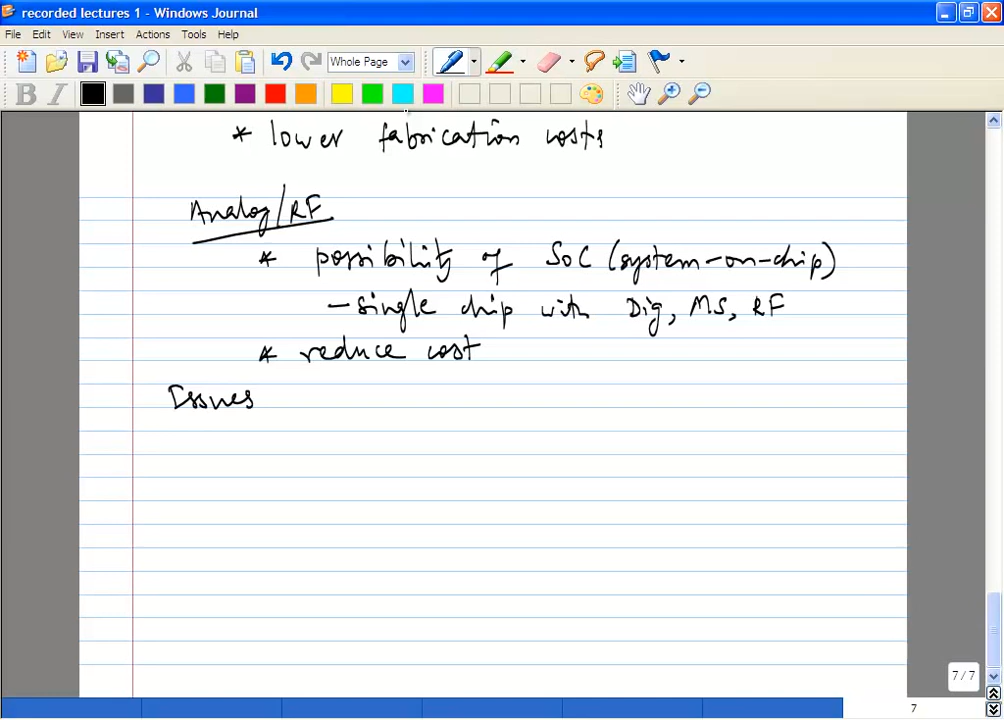 recorded lectures 1 - Windows Journal
File Edit View Insert Actions Tools Help
Whole Page
B I
* lower fabrication costs
Analog/RF
* possibility of SoC (system-on-chip)
- single chip with Dig, MS, RF
* reduce cost
Issues
7 / 7
7